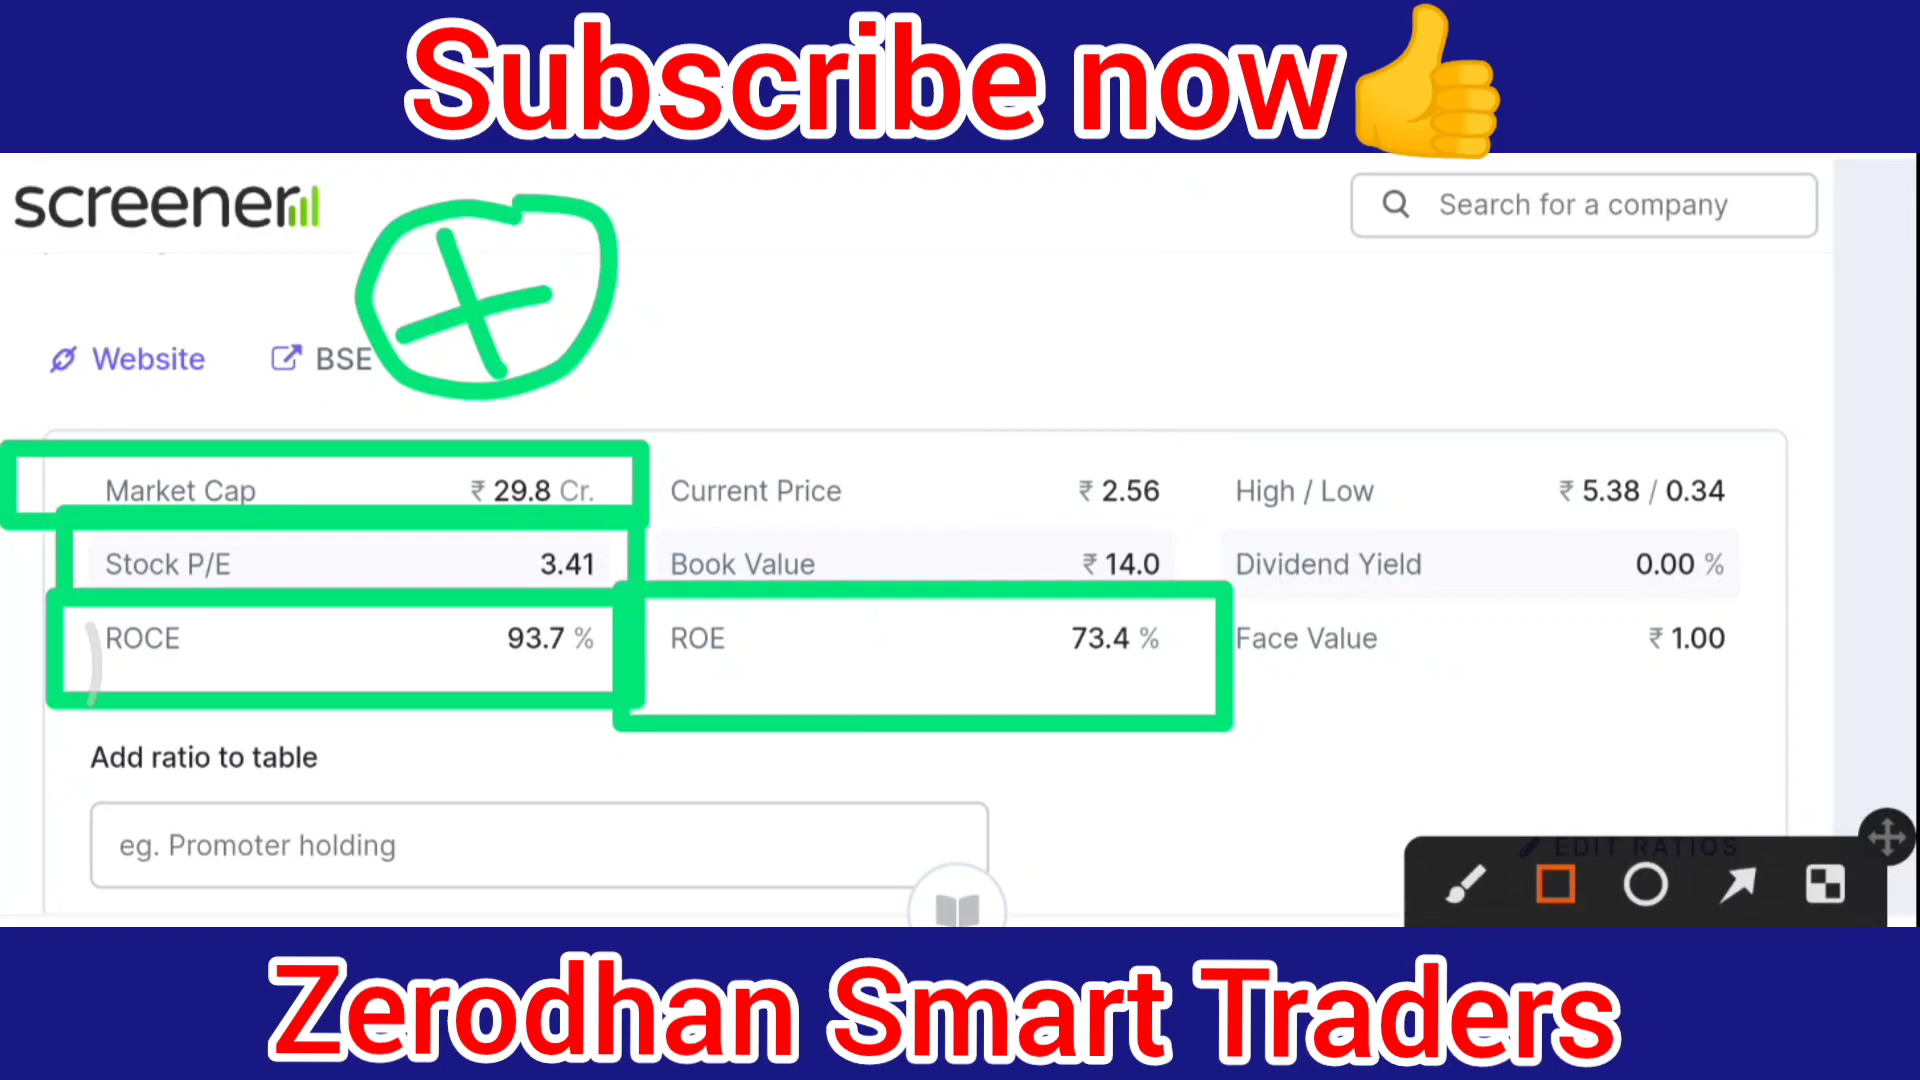 Subscribe now
screener
Search for a company
Website
BSE
Market Cap ₹ 29.8 Cr.
Current Price ₹ 2.56
High / Low ₹ 5.38 / 0.34
Stock P/E 3.41
Book Value ₹ 14.0
Dividend Yield 0.00 %
ROCE 93.7 %
ROE 73.4 %
Face Value ₹ 1.00
Add ratio to table
eg. Promoter holding
EDIT RATIOS
Zerodhan Smart Traders